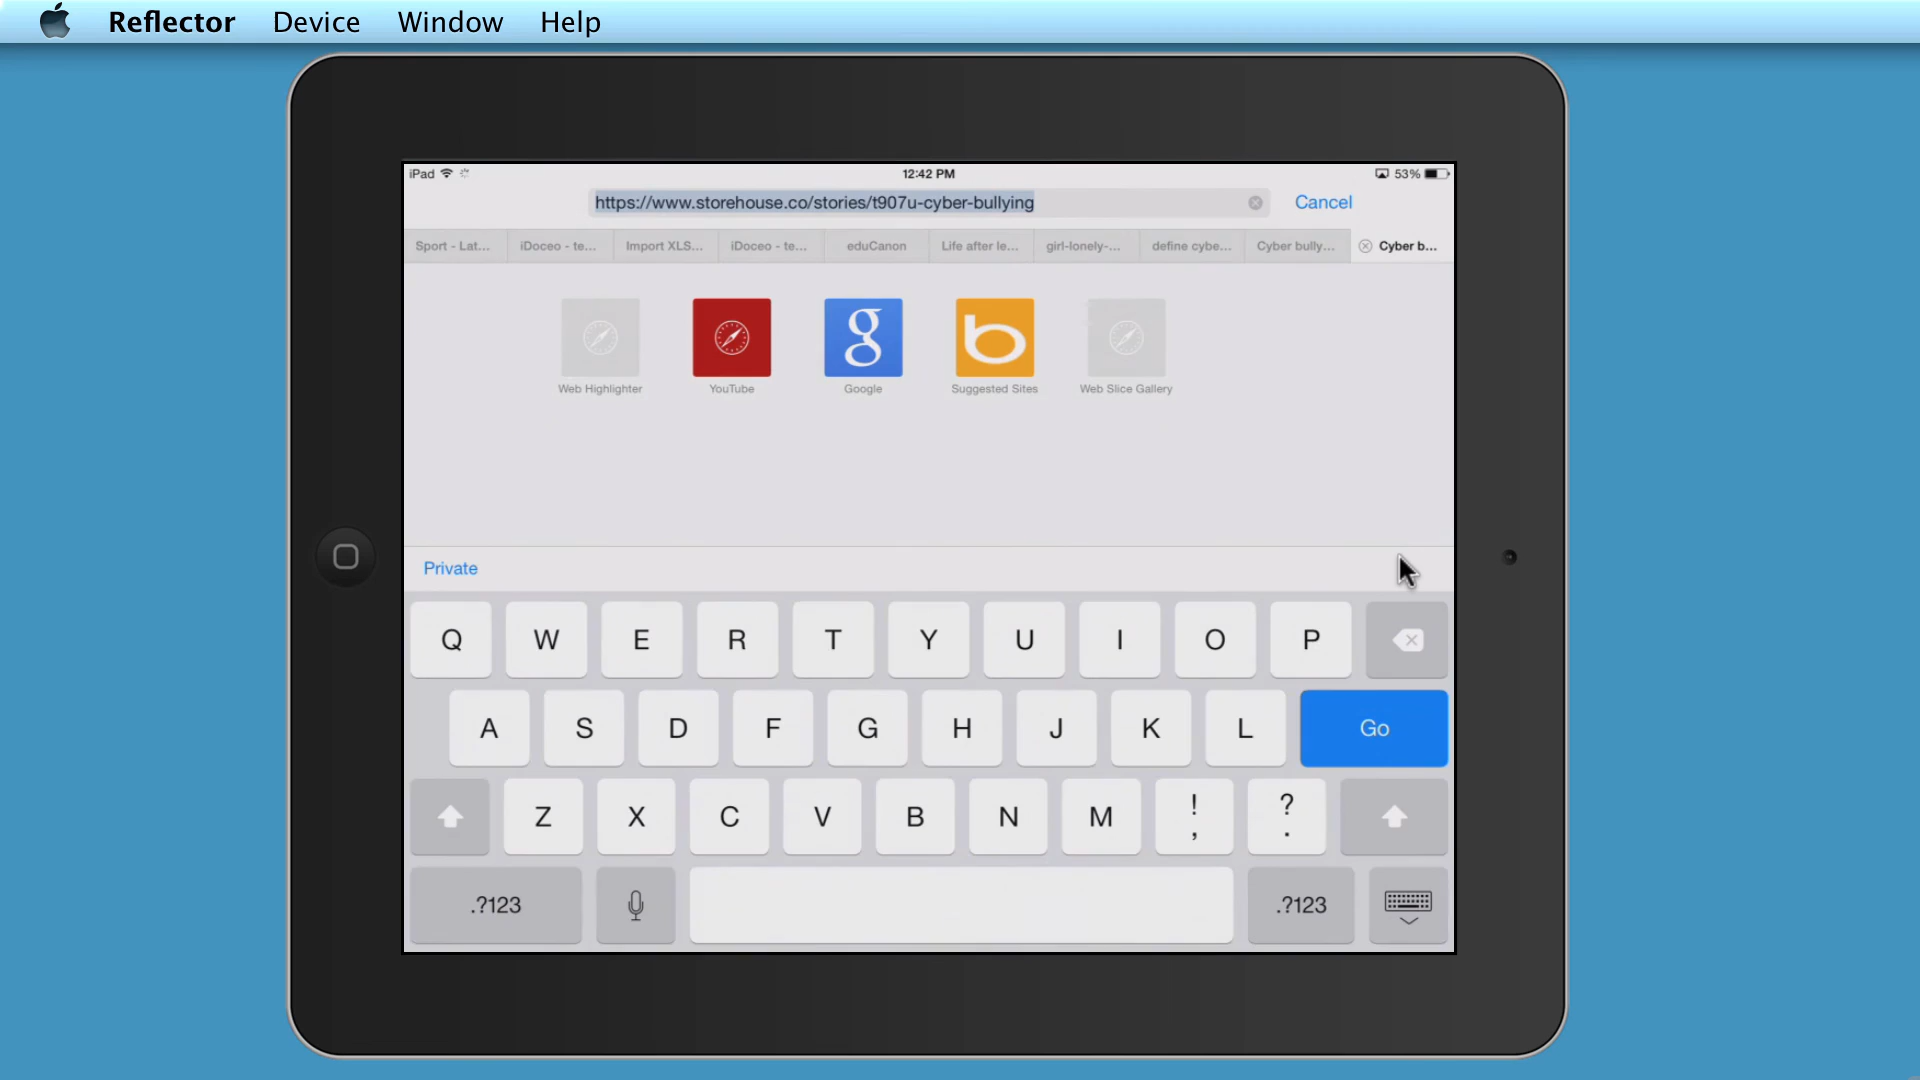 Reflector Device Window Help
iPad 12:42 PM 53%
https://www.storehouse.co/stories/t907u-cyber-bullying Cancel
Sport - Lat... iDoceo - te... Import XLS... iDoceo - te... eduCanon Life after le... girl-lonely-... define cybe... Cyber bully... Cyber b...
g b
Web Highlighter YouTube Google Suggested Sites Web Slice Gallery
Private
Q W E R T Y U I O P
A S D F G H J K L Go
Z X C V B N M ! , ? .
.?123 .?123